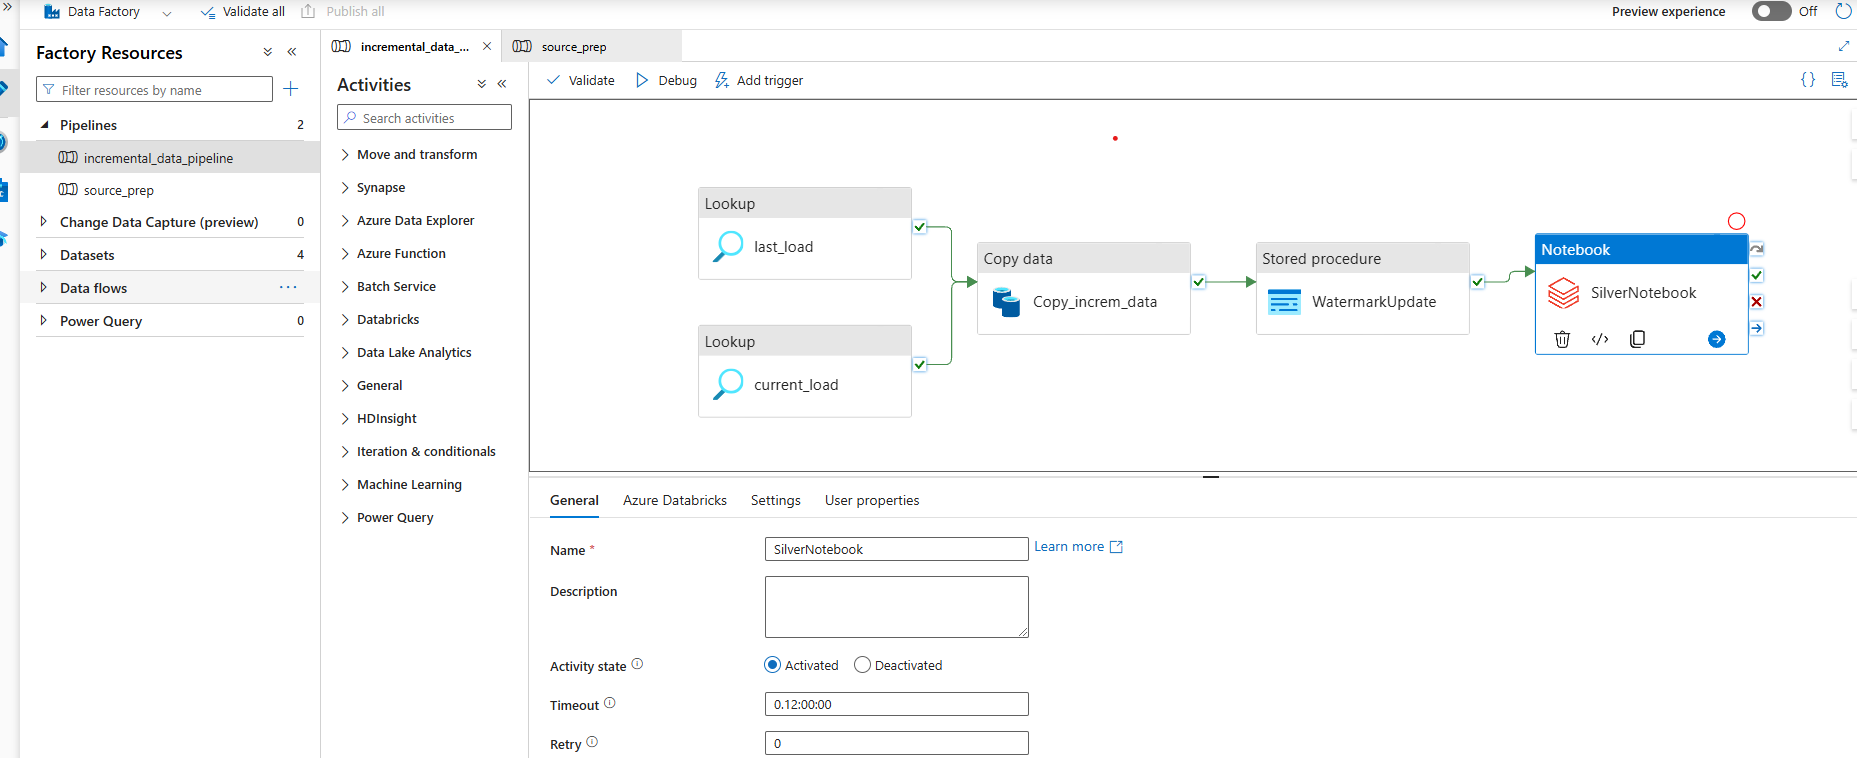 Data Factory
Validate all
Publish all
Preview experience
Off
Factory Resources
Filter resources by name
Pipelines 2
incremental_data_pipeline
source_prep
Change Data Capture (preview) 0
Datasets 4
Data flows ...
Power Query 0
incremental_data_...
source_prep
Activities
Search activities
Move and transform
Synapse
Azure Data Explorer
Azure Function
Batch Service
Databricks
Data Lake Analytics
General
HDInsight
Iteration & conditionals
Machine Learning
Power Query
Validate
Debug
Add trigger
{}
Lookup
last_load
Lookup
current_load
Copy data
Copy_increm_data
Stored procedure
WatermarkUpdate
Notebook
SilverNotebook
</>
General
Azure Databricks
Settings
User properties
Name *
SilverNotebook
Learn more
Description
Activity state
Activated
Deactivated
Timeout
0.12:00:00
Retry
0